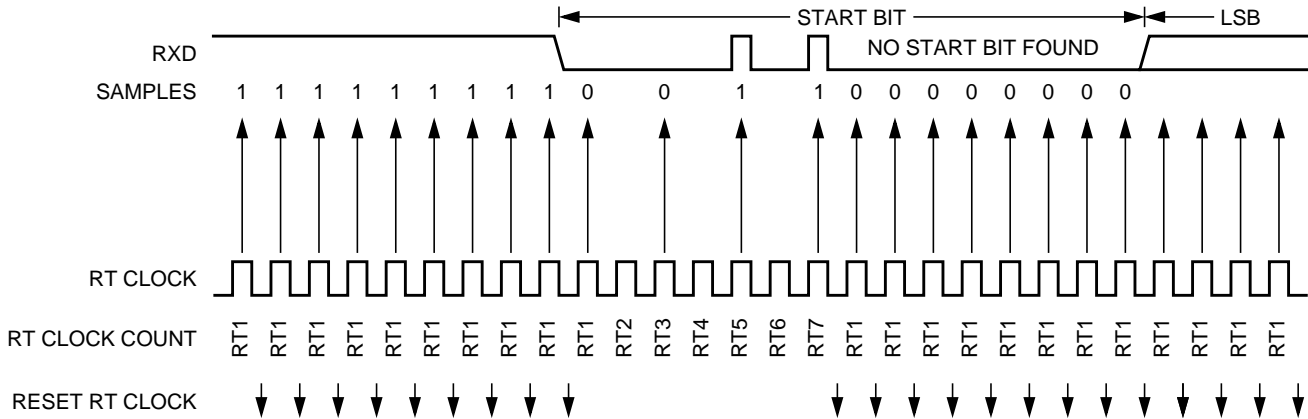 START BIT LSB
RXD NO START BIT FOUND
SAMPLES 1 1 1 1 1 1 1 1 1 0 0 1 1 0 0 0 0 0 0 0 0
RT CLOCK
RT CLOCK COUNT RT1 RT1 RT1 RT1 RT1 RT1 RT1 RT1 RT1 RT1 RT2 RT3 RT4 RT5 RT6 RT7 RT1 RT1 RT1 RT1 RT1 RT1 RT1 RT1 RT1 RT1 RT1 RT1
RESET RT CLOCK